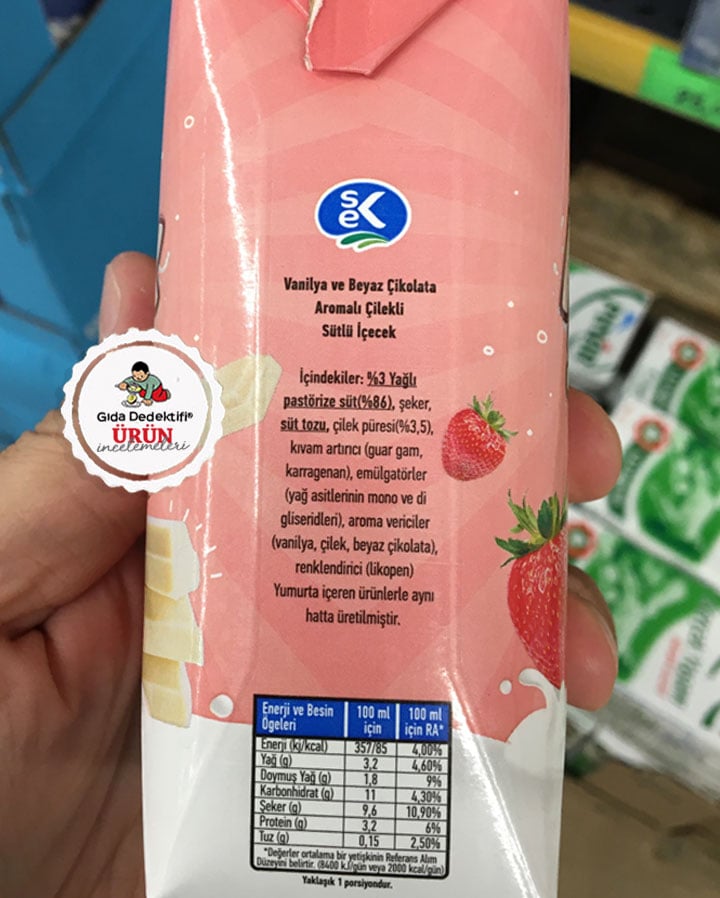 SEK
Vanilya ve Beyaz Çikolata
Aromalı Çilekli
Sütlü İçecek
İçindekiler: %3 Yağlı
pastörize süt(%86), şeker,
süt tozu, çilek püresi(%3,5),
kıvam artırıcı (guar gam,
karragenan), emülgatörler
(yağ asitlerinin mono ve di
gliseridleri), aroma vericiler
(vanilya, çilek, beyaz çikolata),
renklendirici (likopen)
Yumurta içeren ürünlerle aynı
hatta üretilmiştir.
Gıda Dedektifi®
ÜRÜN
incelemeleri
Enerji ve Besin Ögeleri 100 ml için 100 ml için RA*
Enerji (kj/kcal) 357/85 4,00%
Yağ (g) 3,2 4,60%
Doymuş Yağ (g) 1,8 9%
Karbonhidrat (g) 11 4,30%
Şeker (g) 9,6 10,90%
Protein (g) 3,2 6%
Tuz (g) 0,15 2,50%
*Değerler ortalama bir yetişkinin Referans Alım
Düzeyini belirtir. (8400 kJ/gün veya 2000 kcal/gün)
Yaklaşık 1 porsiyondur.